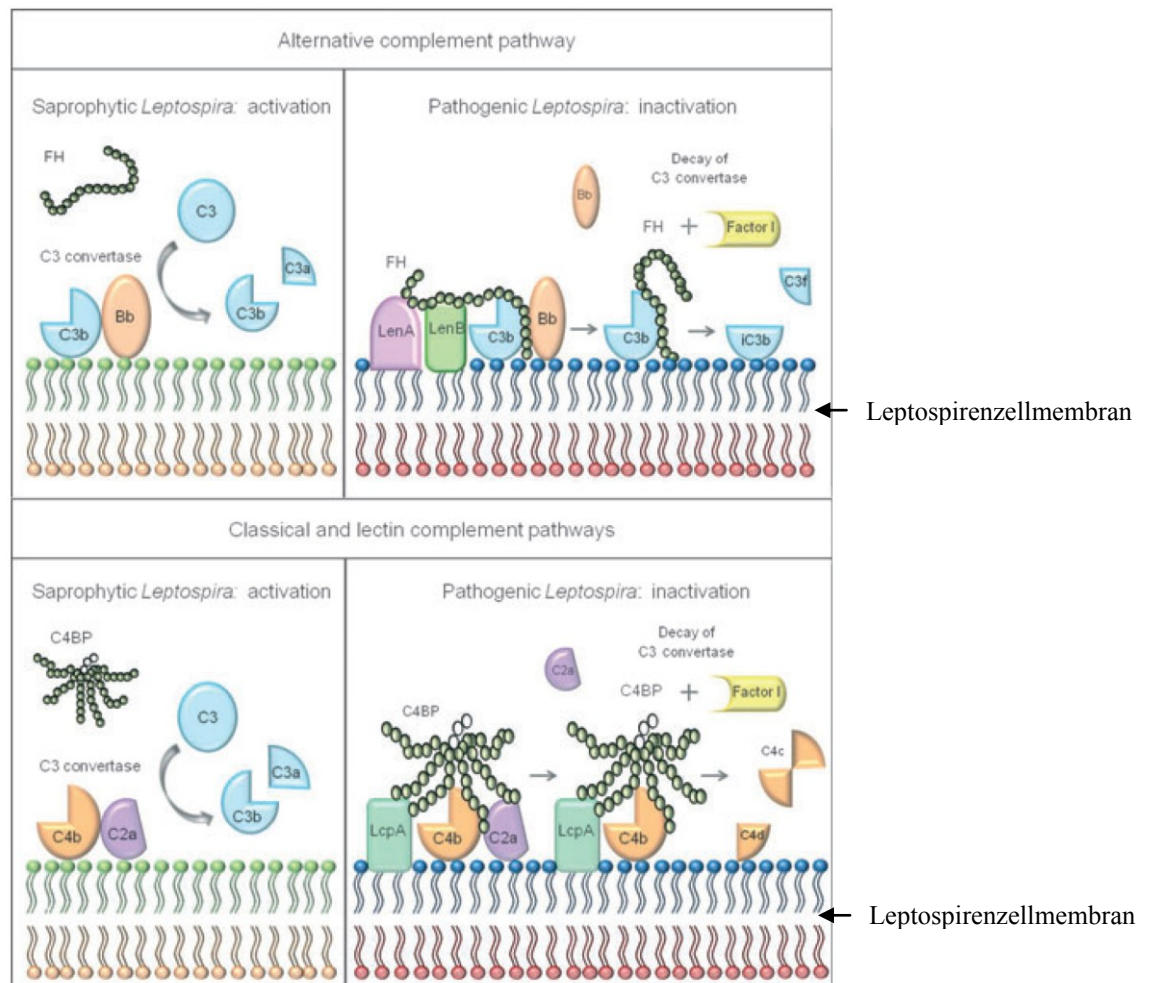 Alternative complement pathway
Saprophytic Leptospira: activation
FH
C3
C3 convertase
C3a
C3b
C3b
Bb
Pathogenic Leptospira: inactivation
Decay of
C3 convertase
Bb
FH + Factor I
FH
C3f
LenA
LenB
C3b
Bb
C3b
iC3b
Leptospirenzellmembran
Classical and lectin complement pathways
Saprophytic Leptospira: activation
C4BP
C3
C3 convertase
C3a
C3b
C4b
C2a
Pathogenic Leptospira: inactivation
Decay of
C3 convertase
C2a
C4BP + Factor I
C4BP
C4c
LcpA
C4b
C2a
LcpA
C4b
C4d
Leptospirenzellmembran